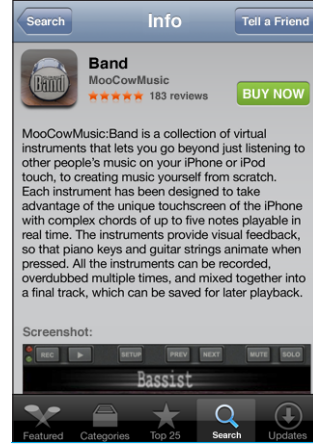 Search
Info
Tell a Friend
Band
Band
MooCowMusic
183 reviews
BUY NOW
MooCowMusic:Band is a collection of virtual
instruments that lets you go beyond just listening to
other people's music on your iPhone or iPod
touch, to creating music yourself from scratch.
Each instrument has been designed to take
advantage of the unique touchscreen of the iPhone
with complex chords of up to five notes playable in
real time. The instruments provide visual feedback,
so that piano keys and guitar strings animate when
pressed. All the instruments can be recorded,
overdubbed multiple times, and mixed together into
a final track, which can be saved for later playback.
Screenshot:
REC SETUP PREV NEXT MUTE SOLO
Bassist
Featured Categories Top 25 Search Updates